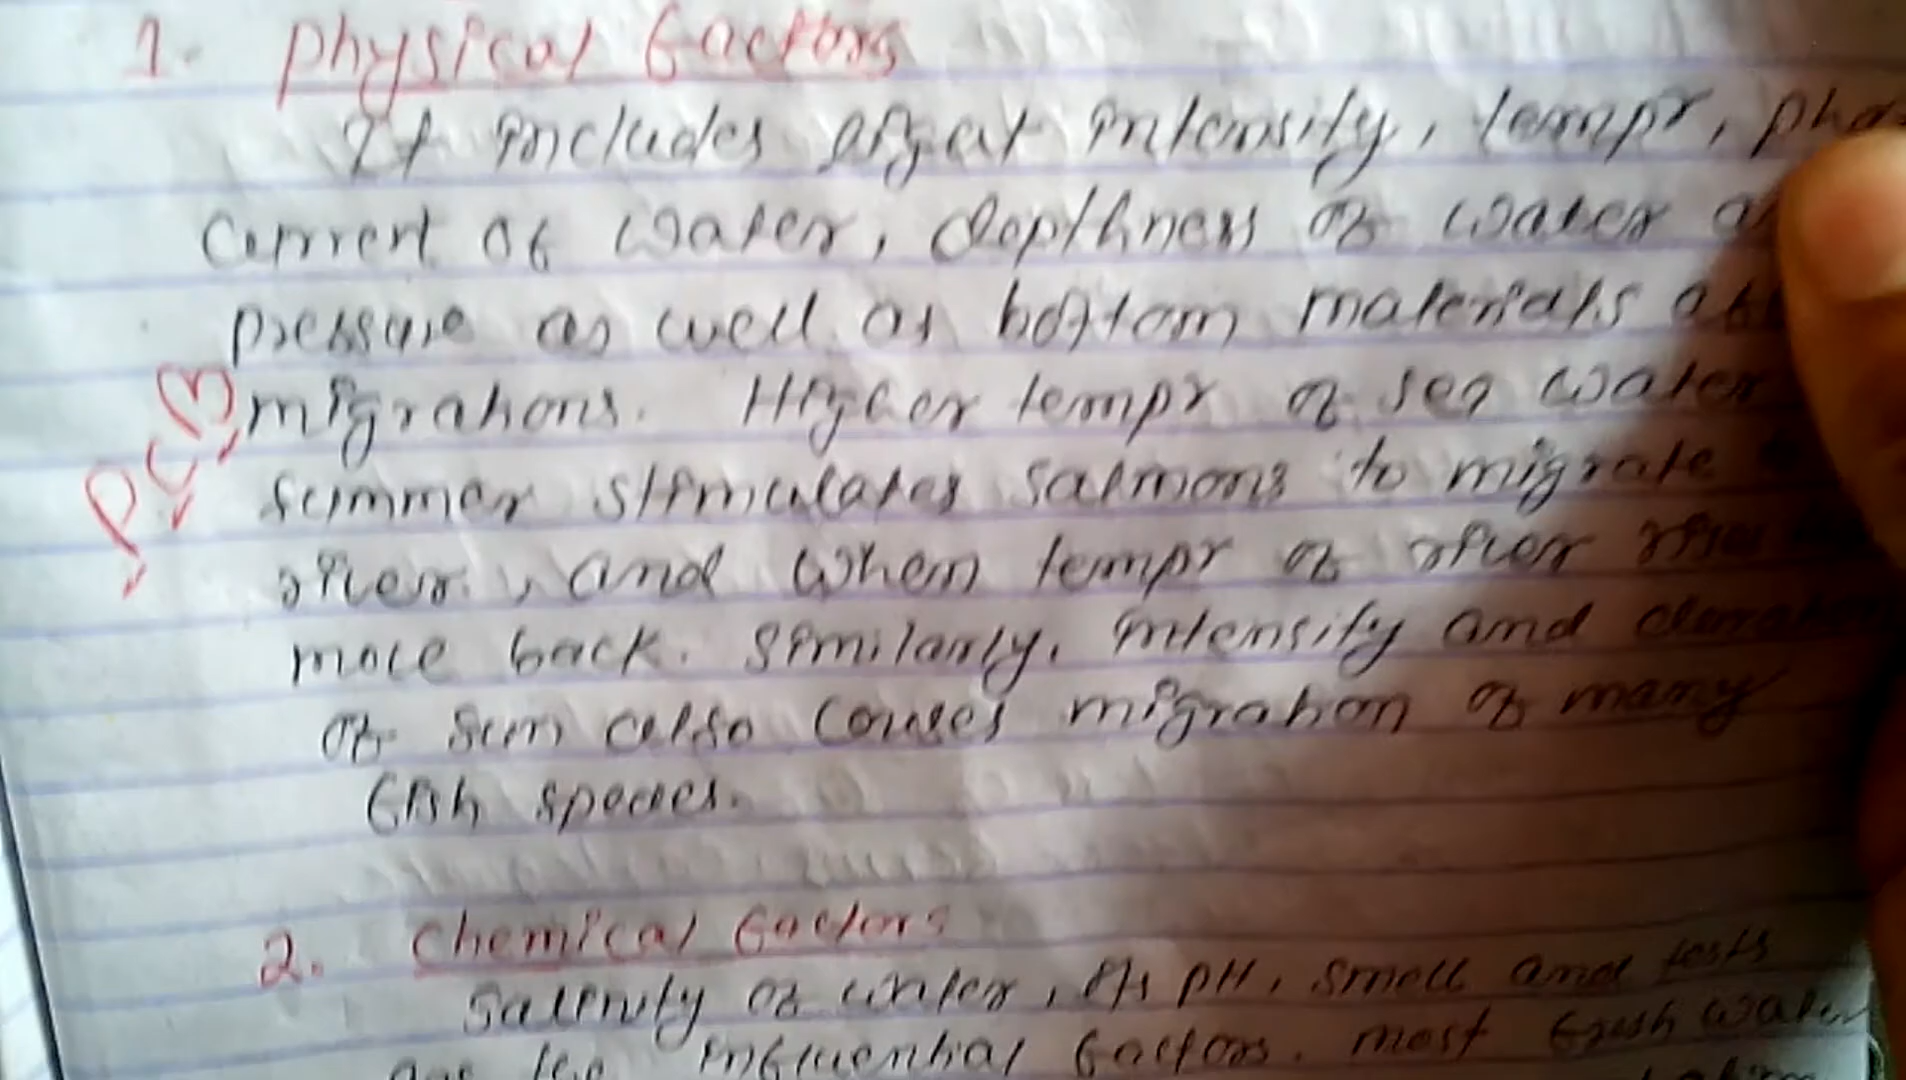 1. Physical factors
It includes light intensity, tempr,
current of water, depthness of water
pressure as well as bottom materials
migrations. Higher tempr of sea water
summer stimulates salmons to migrate
river, and when tempr of river
move back. Similarly, intensity and
of sun also causes migration of many
fish species.
P C B
2. Chemical factors
Salinity of water, its pH, smell and tests
are the influential factors. most fresh water